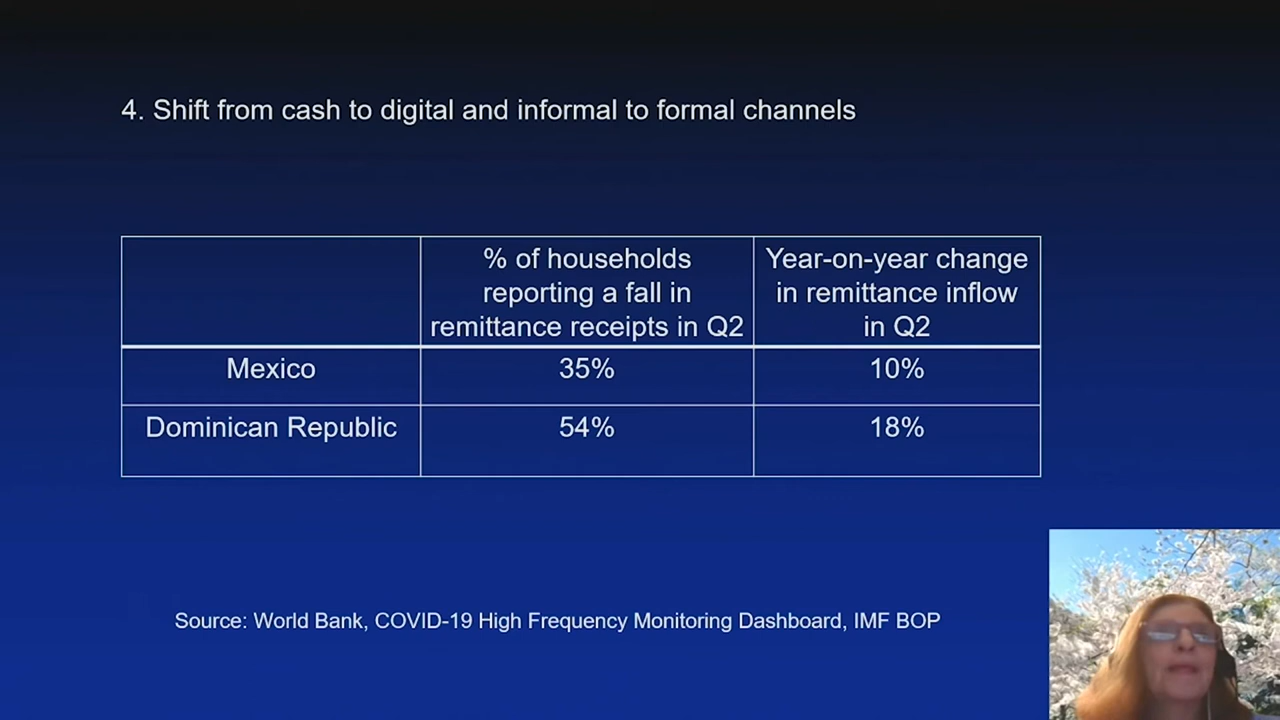 4. Shift from cash to digital and informal to formal channels
% of households
reporting a fall in
remittance receipts in Q2
Year-on-year change
in remittance inflow
in Q2
Mexico
35%
10%
Dominican Republic
54%
18%
Source: World Bank, COVID-19 High Frequency Monitoring Dashboard, IMF BOP